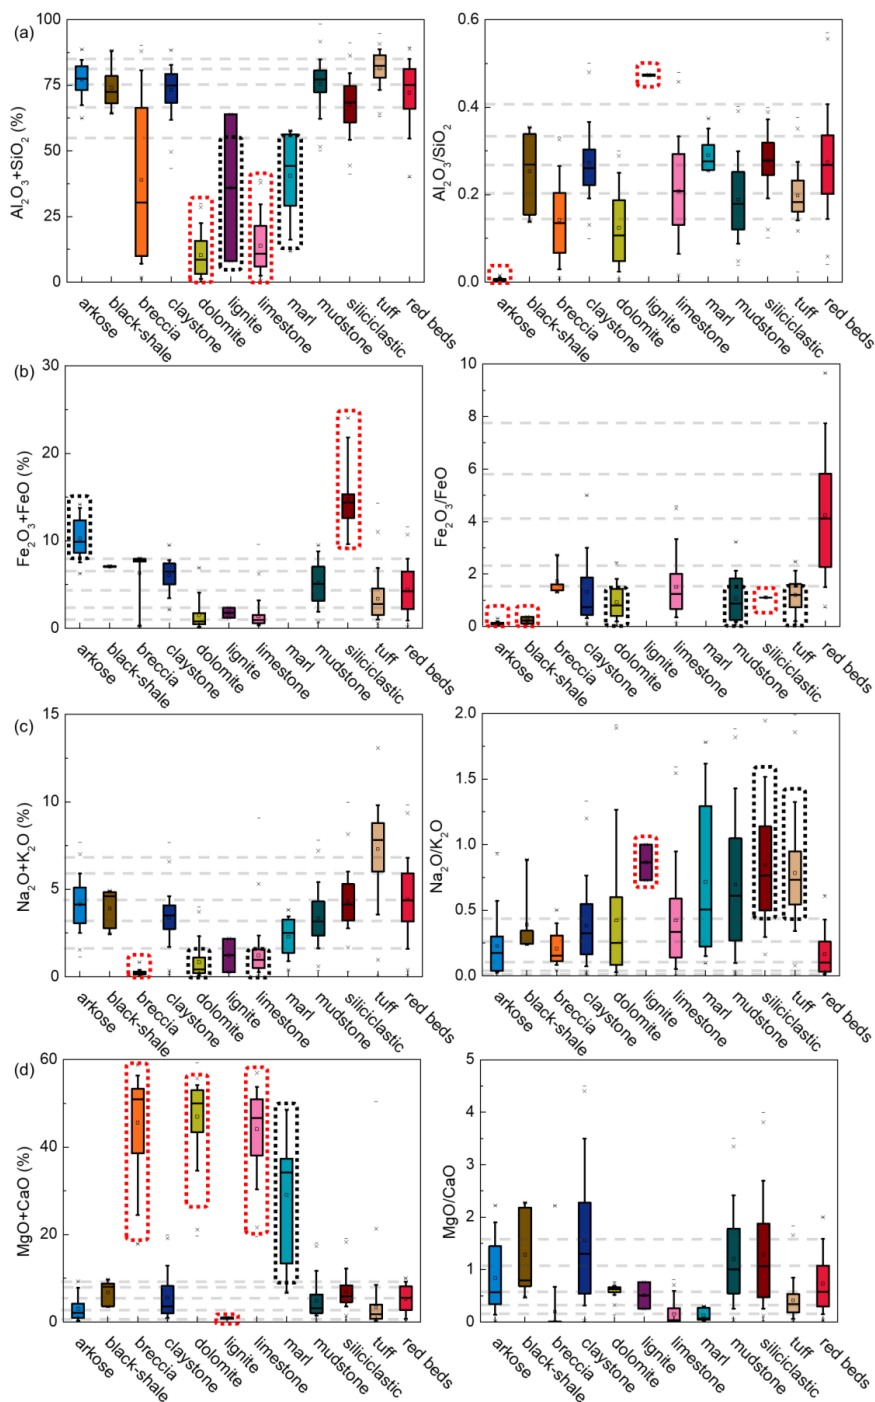 (a)
Al₂O₃+SiO₂ (%)
100
75
50
25
0
arkose
black-shale
breccia
claystone
dolomite
lignite
limestone
marl
mudstone
siliciclastic
tuff
red beds
Al₂O₃/SiO₂
0.6
0.4
0.2
0.0
arkose
black-shale
breccia
claystone
dolomite
lignite
limestone
marl
mudstone
siliciclastic
tuff
red beds
(b)
Fe₂O₃+FeO (%)
30
20
10
0
arkose
black-shale
breccia
claystone
dolomite
lignite
limestone
marl
mudstone
siliciclastic
tuff
red beds
Fe₂O₃/FeO
10
8
6
4
2
0
arkose
black-shale
breccia
claystone
dolomite
lignite
limestone
marl
mudstone
siliciclastic
tuff
red beds
(c)
Na₂O+K₂O (%)
15
10
5
0
arkose
black-shale
breccia
claystone
dolomite
lignite
limestone
marl
mudstone
siliciclastic
tuff
red beds
Na₂O/K₂O
2.0
1.5
1.0
0.5
0.0
arkose
black-shale
breccia
claystone
dolomite
lignite
limestone
marl
mudstone
siliciclastic
tuff
red beds
(d)
MgO+CaO (%)
60
40
20
0
arkose
black-shale
breccia
claystone
dolomite
lignite
limestone
marl
mudstone
siliciclastic
tuff
red beds
MgO/CaO
5
4
3
2
1
0
arkose
black-shale
breccia
claystone
dolomite
lignite
limestone
marl
mudstone
siliciclastic
tuff
red beds